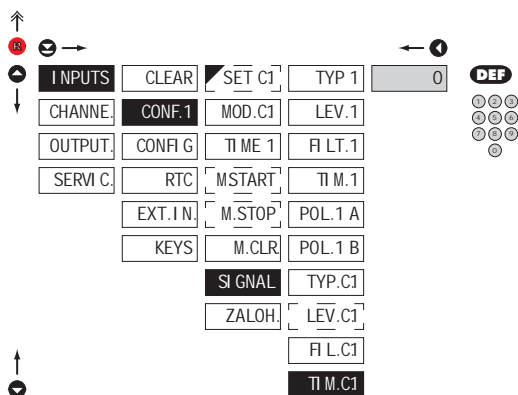 R
INPUTS CLEAR SET C1 TYP 1 0 DEF
CHANNE. CONF.1 MOD.C1 LEV.1 1 2 3
OUTPUT. CONFIG TIME 1 FILT.1 4 5 6
SERVIC. RTC M.START TIM.1 7 8 9
0
EXT.IN. M.STOP POL.1 A
KEYS M.CLR. POL.1 B
SIGNAL TYP.C1
ZALOH. LEV.C1
FIL.C1
TIM.C1